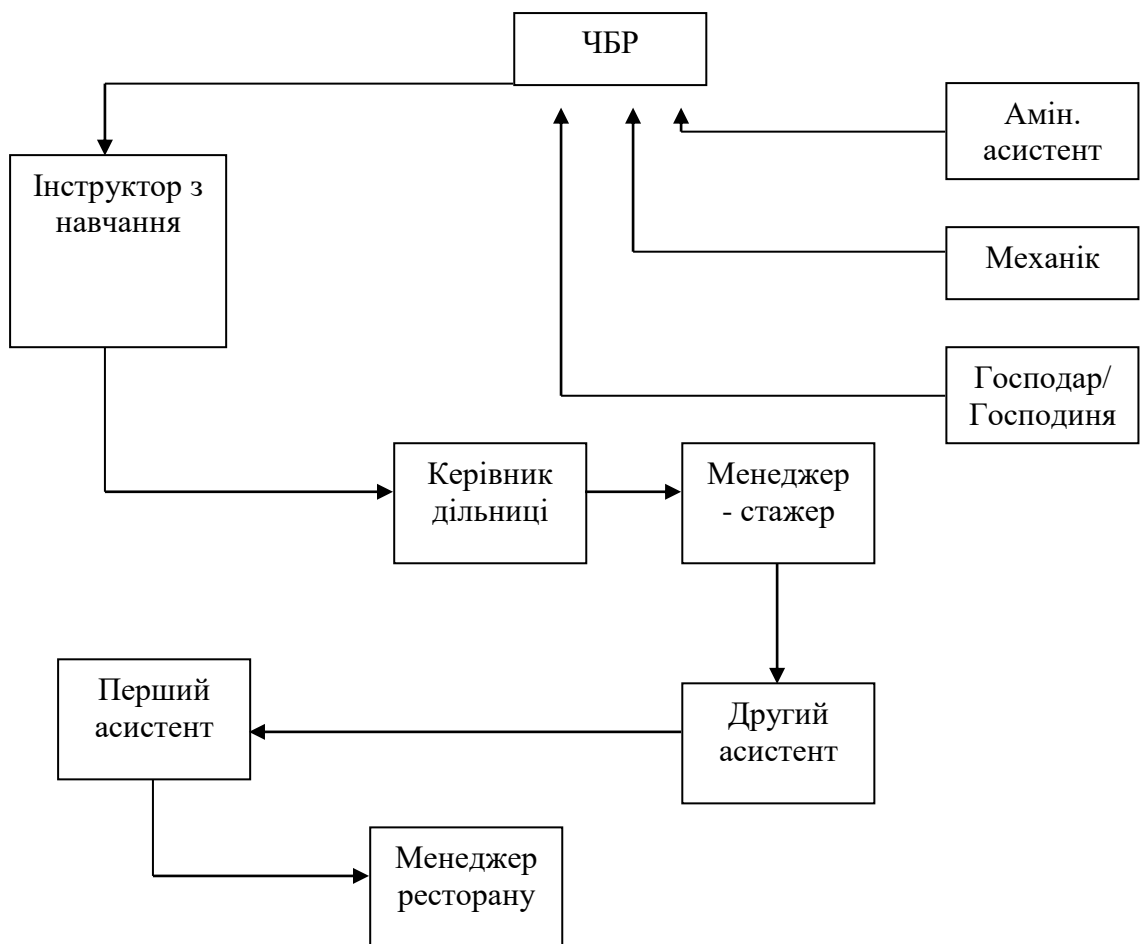 ЧБР
Амін.
асистент
Інструктор з
навчання
Механік
Господар/
Господиня
Керівник
дільниці
Менеджер
- стажер
Перший
асистент
Другий
асистент
Менеджер
ресторану